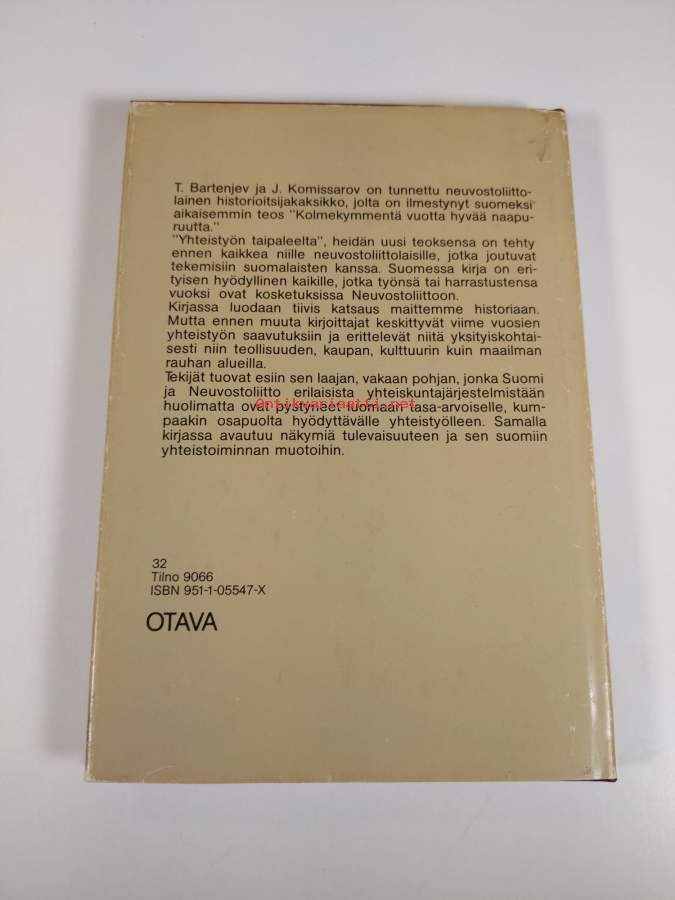 T. Bartenjev ja J. Komissarov on tunnettu neuvostoliitto-
lainen historioitsijakaksikko, jolta on ilmestynyt suomeksi
aikaisemmin teos "Kolmekymmentä vuotta hyvää naapu-
ruutta."
"Yhteistyön taipaleelta", heidän uusi teoksensa on tehty
ennen kaikkea niille neuvostoliittolaisille, jotka joutuvat
tekemisiin suomalaisten kanssa. Suomessa kirja on eri-
tyisen hyödyllinen kaikille, jotka työnsä tai harrastustensa
vuoksi ovat kosketuksissa Neuvostoliittoon.
Kirjassa luodaan tiivis katsaus maittemme historiaan.
Mutta ennen muuta kirjoittajat keskittyvät viime vuosien
yhteistyön saavutuksiin ja erittelevät niitä yksityiskohtai-
sesti niin teollisuuden, kaupan, kulttuurin kuin maailman
rauhan alueilla.
Tekijät tuovat esiin sen laajan, vakaan pohjan, jonka Suomi
ja Neuvostoliitto erilaisista yhteiskuntajärjestelmistään
huolimatta ovat pystyneet luomaan tasa-arvoiselle, kum-
paakin osapuolta hyödyttävälle yhteistyölleen. Samalla
kirjassa avautuu näkymiä tulevaisuuteen ja sen suomiin
yhteistoiminnan muotoihin.
Antikvariaatti.net
32
Tilno 9066
ISBN 951-1-05547-X
OTAVA